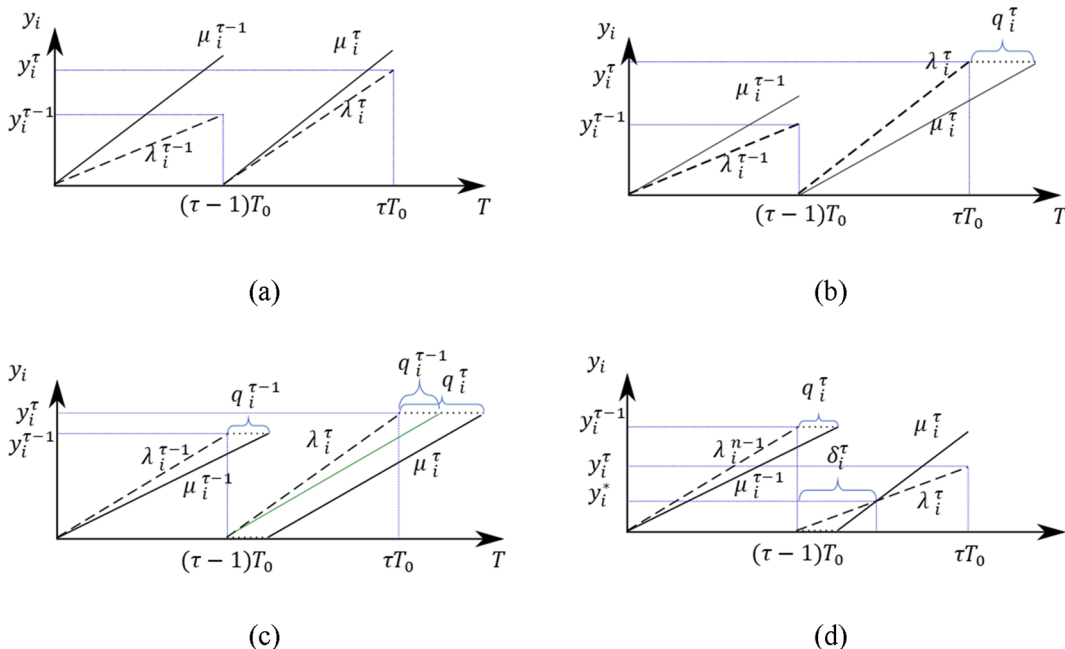 y_i
μ_i^{τ-1}
μ_i^τ
y_i^τ
y_i^{τ-1}
λ_i^{τ-1}
λ_i^τ
(τ − 1)T_0
τT_0
T
(a)
y_i
q_i^τ
y_i^τ
λ_i^τ
μ_i^{τ-1}
y_i^{τ-1}
λ_i^{τ-1}
μ_i^τ
(τ − 1)T_0
τT_0
T
(b)
y_i
q_i^{τ-1}
q_i^{τ-1}
q_i^τ
y_i^τ
y_i^{τ-1}
λ_i^{τ-1}
μ_i^{τ-1}
λ_i^τ
μ_i^τ
(τ − 1)T_0
τT_0
T
(c)
y_i
q_i^τ
y_i^{τ-1}
λ_i^{n-1}
μ_i^{τ-1}
δ_i^τ
μ_i^τ
y_i^τ
y_i^*
λ_i^τ
(τ − 1)T_0
τT_0
T
(d)